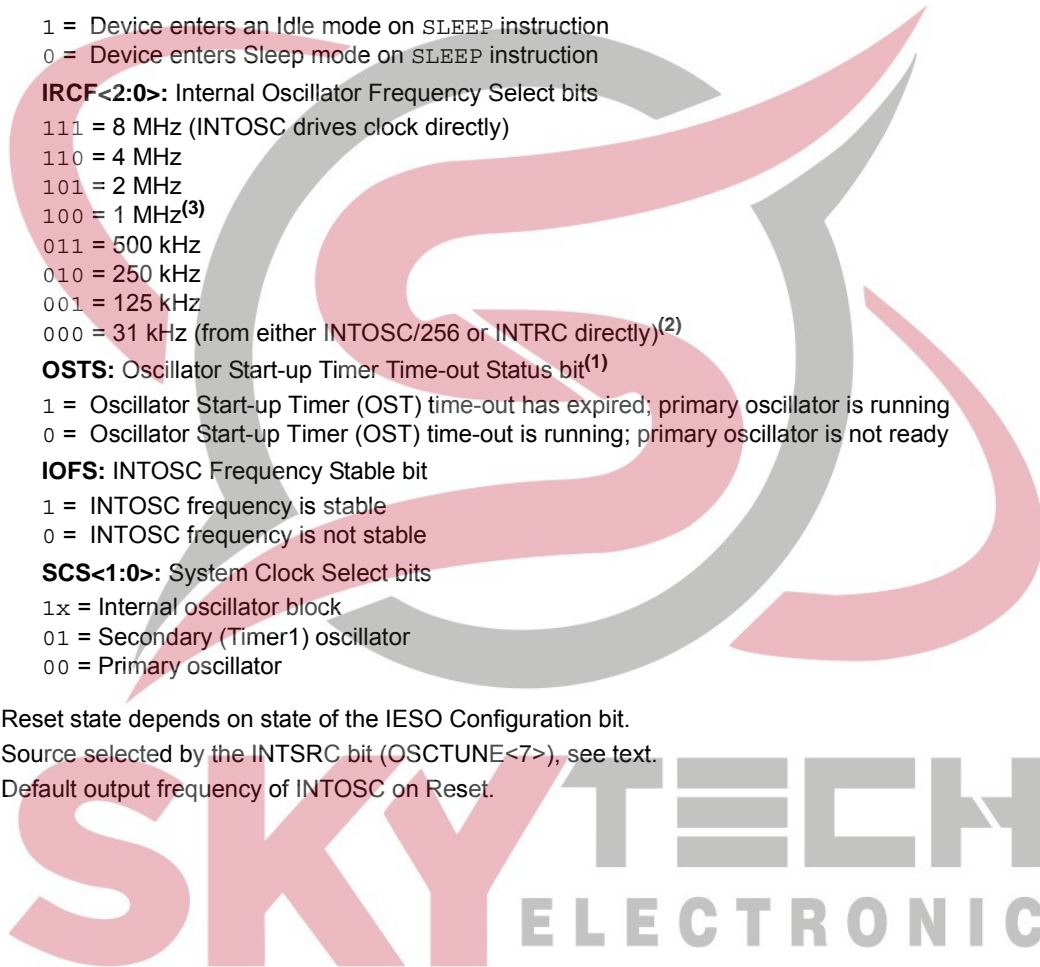 1 = Device enters an Idle mode on SLEEP instruction
0 = Device enters Sleep mode on SLEEP instruction
IRCF<2:0>: Internal Oscillator Frequency Select bits
111 = 8 MHz (INTOSC drives clock directly)
110 = 4 MHz
101 = 2 MHz
100 = 1 MHz(3)
011 = 500 kHz
010 = 250 kHz
001 = 125 kHz
000 = 31 kHz (from either INTOSC/256 or INTRC directly)(2)
OSTS: Oscillator Start-up Timer Time-out Status bit(1)
1 = Oscillator Start-up Timer (OST) time-out has expired; primary oscillator is running
0 = Oscillator Start-up Timer (OST) time-out is running; primary oscillator is not ready
IOFS: INTOSC Frequency Stable bit
1 = INTOSC frequency is stable
0 = INTOSC frequency is not stable
SCS<1:0>: System Clock Select bits
1x = Internal oscillator block
01 = Secondary (Timer1) oscillator
00 = Primary oscillator
Reset state depends on state of the IESO Configuration bit.
Source selected by the INTSRC bit (OSCTUNE<7>), see text.
Default output frequency of INTOSC on Reset.
SKYTECH
ELECTRONIC